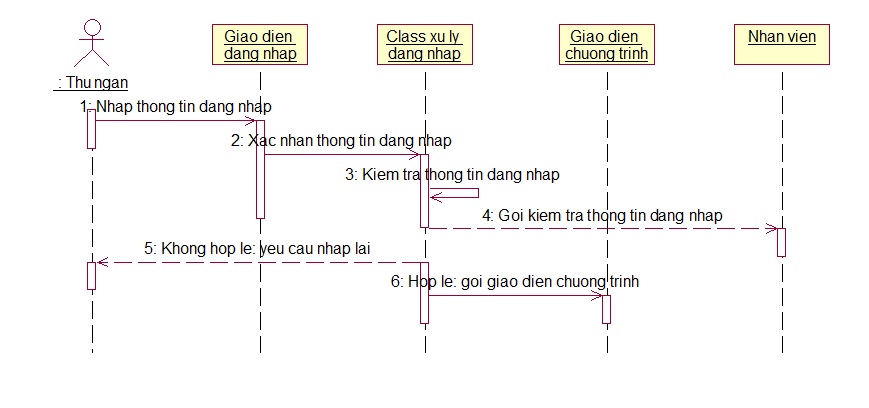 : Thu ngan
Giao dien
dang nhap
Class xu ly
dang nhap
Giao dien
chuong trinh
Nhan vien
1: Nhap thong tin dang nhap
2: Xac nhan thong tin dang nhap
3: Kiem tra thong tin dang nhap
4: Goi kiem tra thong tin dang nhap
5: Khong hop le: yeu cau nhap lai
6: Hop le: goi giao dien chuong trinh